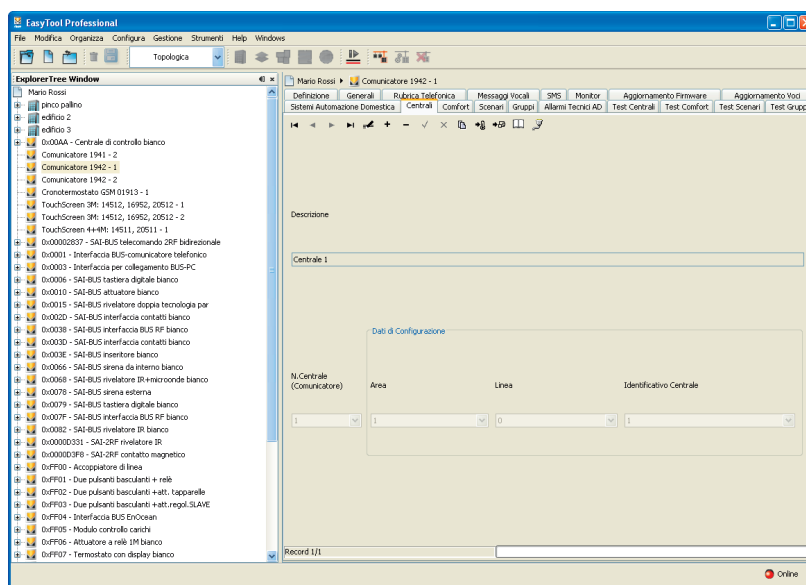 EasyTool Professional
File Modifica Organizza Configura Gestione Strumenti Help Windows
Topologica
ExplorerTree Window
Mario Rossi
pinco pallino
edificio 2
edificio 3
0x00AA - Centrale di controllo bianco
Comunicatore 1941 - 2
Comunicatore 1942 - 1
Comunicatore 1942 - 2
Cronotermostato GSM 01913 - 1
TouchScreen 3M: 14512, 16952, 20512 - 1
TouchScreen 3M: 14512, 16952, 20512 - 2
TouchScreen 4+4M: 14511, 20511 - 1
0x00002837 - SAI-BUS telecomando 2RF bidirezionale
0x0001 - Interfaccia BUS-comunicatore telefonico
0x0003 - Interfaccia per collegamento BUS-PC
0x0006 - SAI-BUS tastiera digitale bianco
0x0010 - SAI-BUS attuatore bianco
0x0015 - SAI-BUS rivelatore doppia tecnologia par
0x002D - SAI-BUS interfaccia contatti bianco
0x0038 - SAI-BUS interfaccia BUS RF bianco
0x003D - SAI-BUS interfaccia contatti bianco
0x003E - SAI-BUS inseritore bianco
0x0066 - SAI-BUS sirena da interno bianco
0x0068 - SAI-BUS rivelatore IR+microonde bianco
0x0078 - SAI-BUS sirena esterna
0x0079 - SAI-BUS tastiera digitale bianco
0x007F - SAI-BUS interfaccia BUS RF bianco
0x0082 - SAI-BUS rivelatore IR bianco
0x0000D331 - SAI-2RF rivelatore IR
0x0000D3F8 - SAI-2RF contatto magnetico
0xFF00 - Accoppiatore di linea
0xFF01 - Due pulsanti basculanti + relè
0xFF02 - Due pulsanti basculanti +att. tapparelle
0xFF03 - Due pulsanti basculanti +att.regol.SLAVE
0xFF04 - Interfaccia BUS EnOcean
0xFF05 - Modulo controllo carichi
0xFF06 - Attuatore a relè 1M bianco
0xFF07 - Termostato con display bianco
Mario Rossi Comunicatore 1942 - 1
Definizione Generali Rubrica Telefonica Messaggi Vocali SMS Monitor Aggiornamento Firmware Aggiornamento Voci
Sistemi Automazione Domestica Centrali Comfort Scenari Gruppi Allarmi Tecnici AD Test Centrali Test Comfort Test Scenari Test Grupp
Descrizione
Centrale 1
Dati di Configurazione
N.Centrale
(Comunicatore) Area Linea Identificativo Centrale
1 1 0 1
Record 1/1
Online